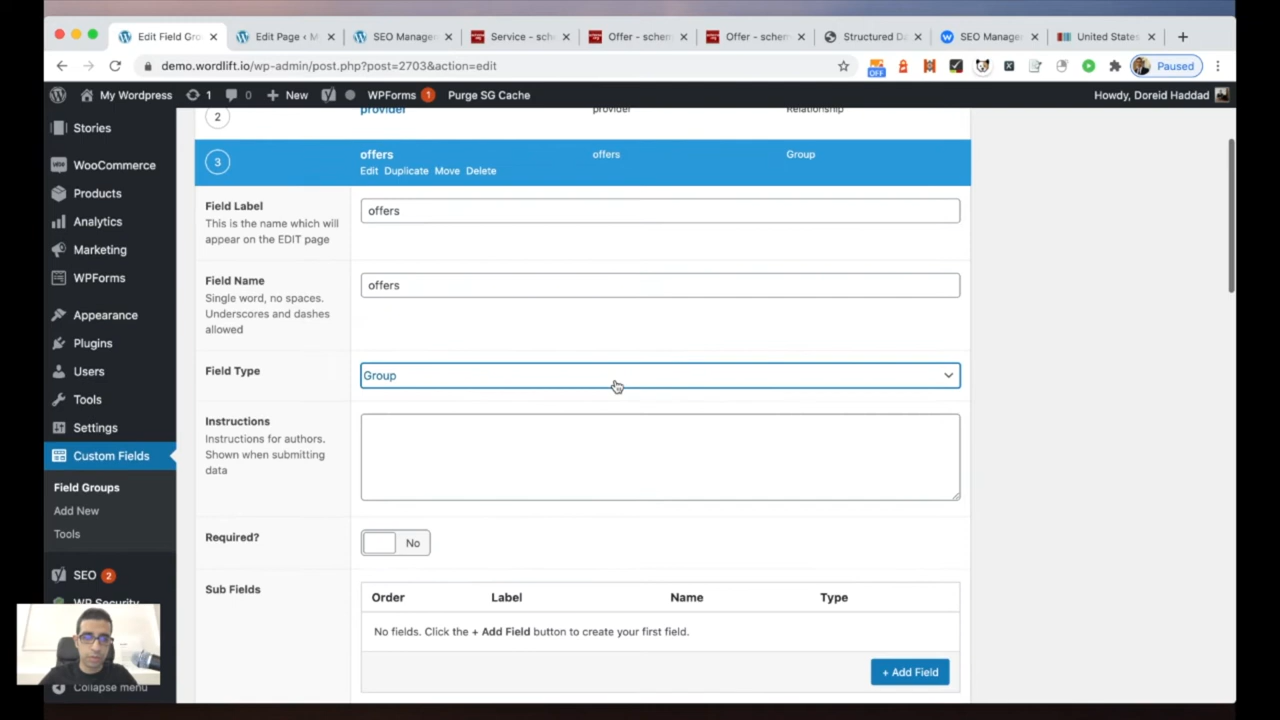 Edit Field Gro
Edit Page ‹ M
SEO Manage
Service - sch
Offer - schem
Offer - schem
Structured Da
SEO Manage
United States
demo.wordlift.io/wp-admin/post.php?post=2703&action=edit
OFF
Paused
My Wordpress
1
New
WPForms 1
Purge SG Cache
Howdy, Doreid Haddad
Stories
WooCommerce
Products
Analytics
Marketing
WPForms
Appearance
Plugins
Users
Tools
Settings
Custom Fields
Field Groups
Add New
Tools
SEO 2
WP Security
Collapse menu
2
provider
provider
Relationship
3
offers
offers
Group
Edit Duplicate Move Delete
Field Label
This is the name which will
appear on the EDIT page
offers
Field Name
Single word, no spaces.
Underscores and dashes
allowed
offers
Field Type
Group
Instructions
Instructions for authors.
Shown when submitting
data
Required?
No
Sub Fields
Order
Label
Name
Type
No fields. Click the + Add Field button to create your first field.
+ Add Field